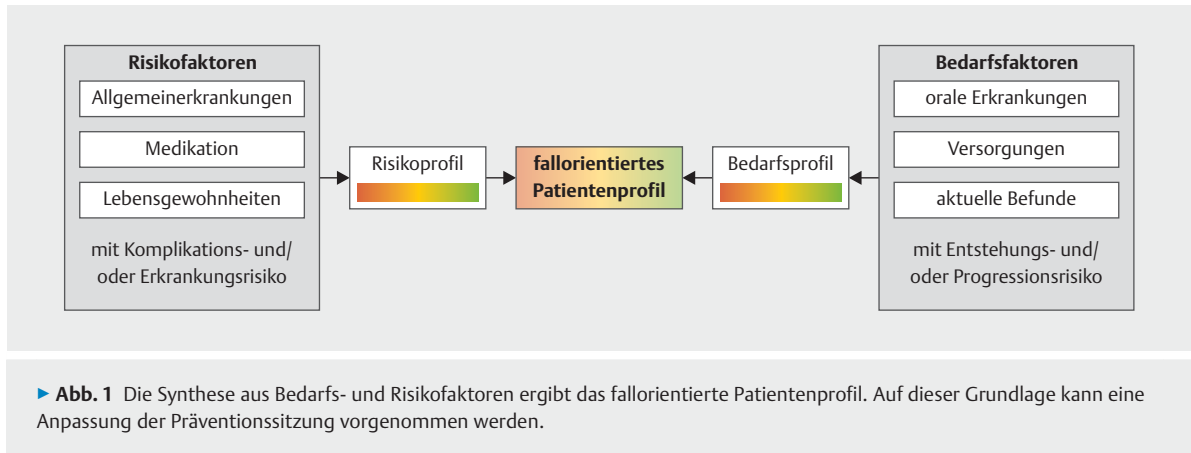 Risikofaktoren
Allgemeinerkrankungen
Medikation
Lebensgewohnheiten
mit Komplikations- und/
oder Erkrankungsrisiko
Risikoprofil
fallorientiertes
Patientenprofil
Bedarfsprofil
Bedarfsfaktoren
orale Erkrankungen
Versorgungen
aktuelle Befunde
mit Entstehungs- und/
oder Progressionsrisiko
▶ Abb. 1 Die Synthese aus Bedarfs- und Risikofaktoren ergibt das fallorientierte Patientenprofil. Auf dieser Grundlage kann eine
Anpassung der Präventionssitzung vorgenommen werden.